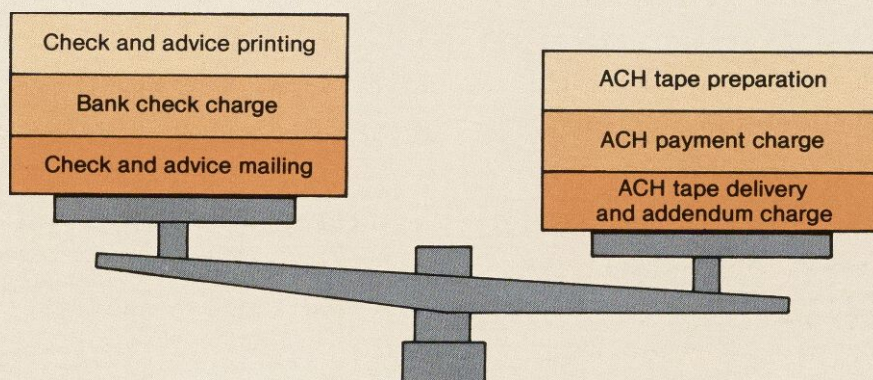 Check and advice printing
Bank check charge
Check and advice mailing
ACH tape preparation
ACH payment charge
ACH tape delivery
and addendum charge